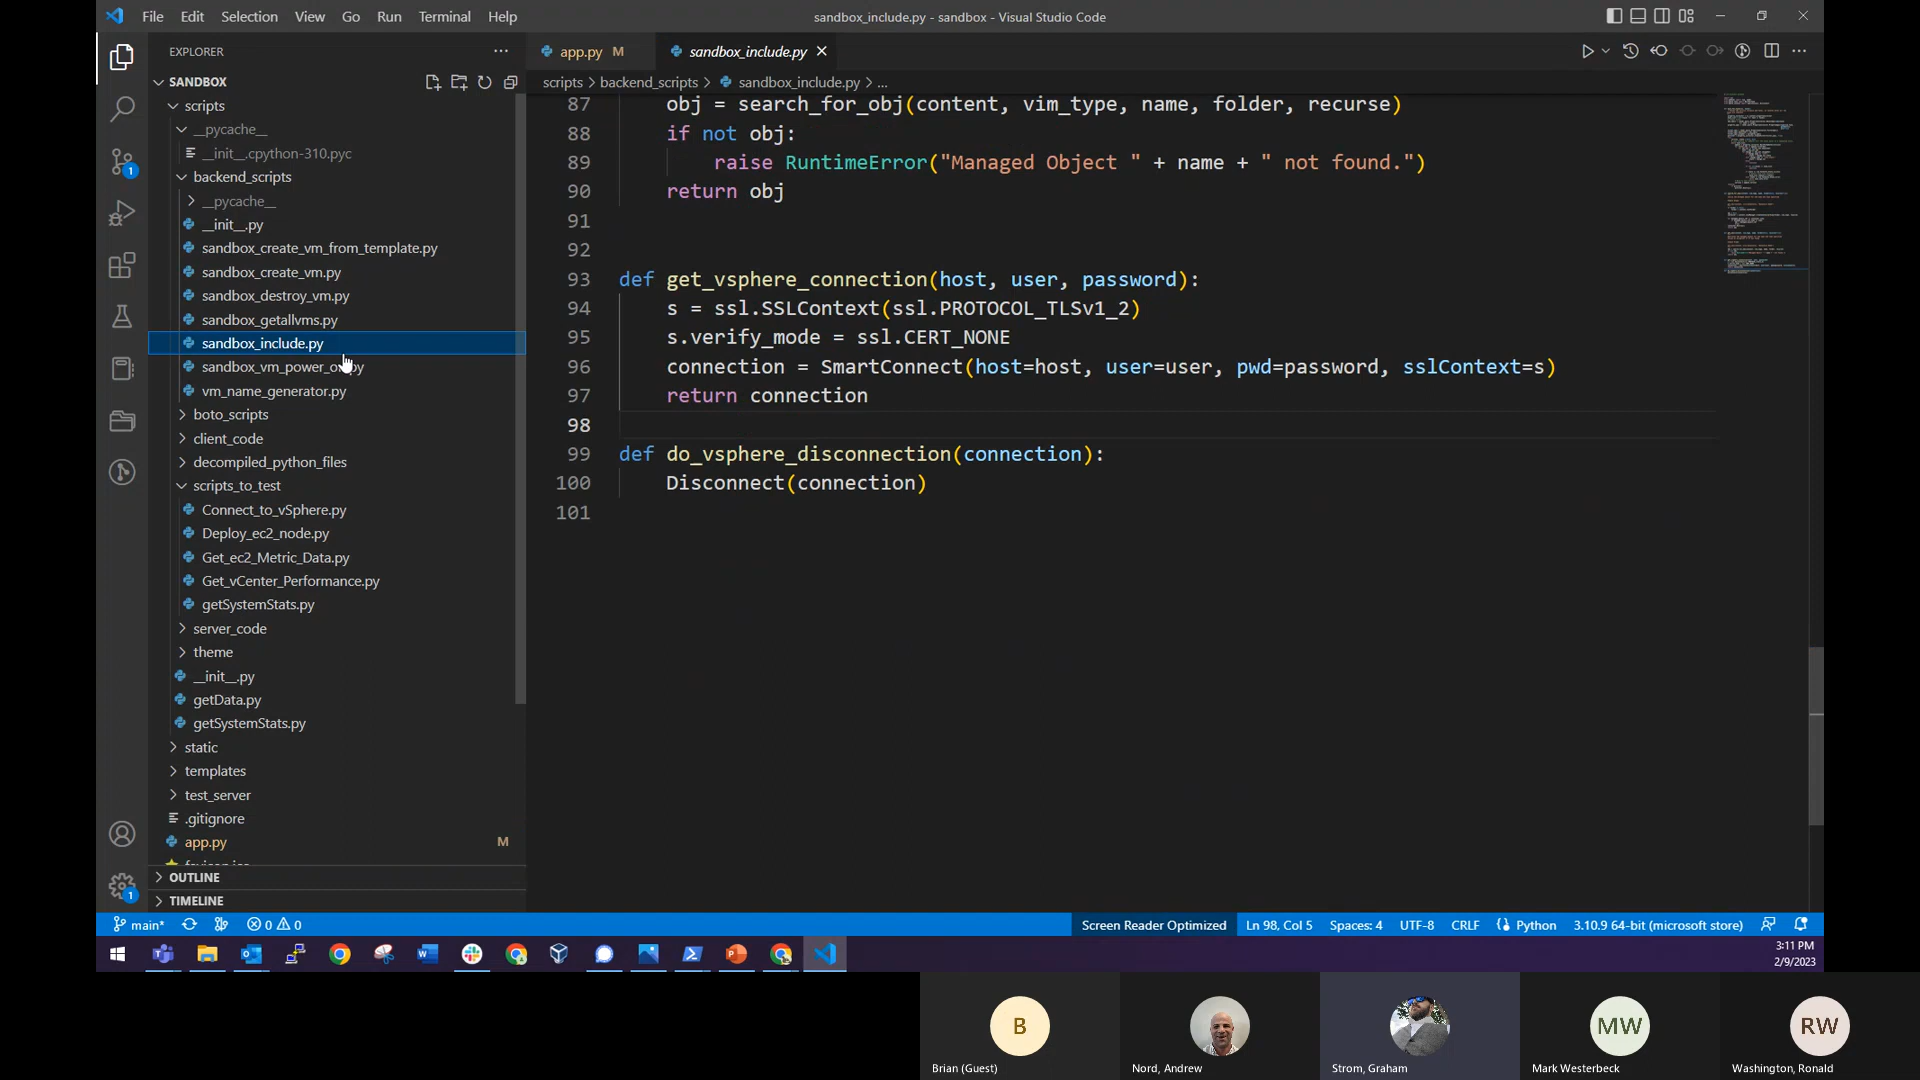 File Edit Selection View Go Run Terminal Help
sandbox_include.py - sandbox - Visual Studio Code
EXPLORER
SANDBOX
scripts
__pycache__
__init__.cpython-310.pyc
backend_scripts
__pycache__
__init__.py
sandbox_create_vm_from_template.py
sandbox_create_vm.py
sandbox_destroy_vm.py
sandbox_getallvms.py
sandbox_include.py
vm_name_generator.py
boto_scripts
client_code
decompiled_python_files
scripts_to_test
Connect_to_vSphere.py
Deploy_ec2_node.py
Get_ec2_Metric_Data.py
Get_vCenter_Performance.py
getSystemStats.py
server_code
theme
__init__.py
getData.py
getSystemStats.py
static
templates
test_server
.gitignore
app.py M
OUTLINE
TIMELINE
app.py M sandbox_include.py
scripts > backend_scripts > sandbox_include.py > ...
87 obj = search_for_obj(content, vim_type, name, folder, recurse)
88 if not obj:
89 raise RuntimeError("Managed Object " + name + " not found.")
90 return obj
91
92
93 def get_vsphere_connection(host, user, password):
94 s = ssl.SSLContext(ssl.PROTOCOL_TLSv1_2)
95 s.verify_mode = ssl.CERT_NONE
96 connection = SmartConnect(host=host, user=user, pwd=password, sslContext=s)
97 return connection
98
99 def do_vsphere_disconnection(connection):
100 Disconnect(connection)
101
1
1
main* 0 0 Screen Reader Optimized Ln 98, Col 5 Spaces: 4 UTF-8 CRLF Python 3.10.9 64-bit (microsoft store)
3:11 PM
2/9/2023
B MW RW
Brian (Guest) Nord, Andrew Strom, Graham Mark Westerbeck Washington, Ronald